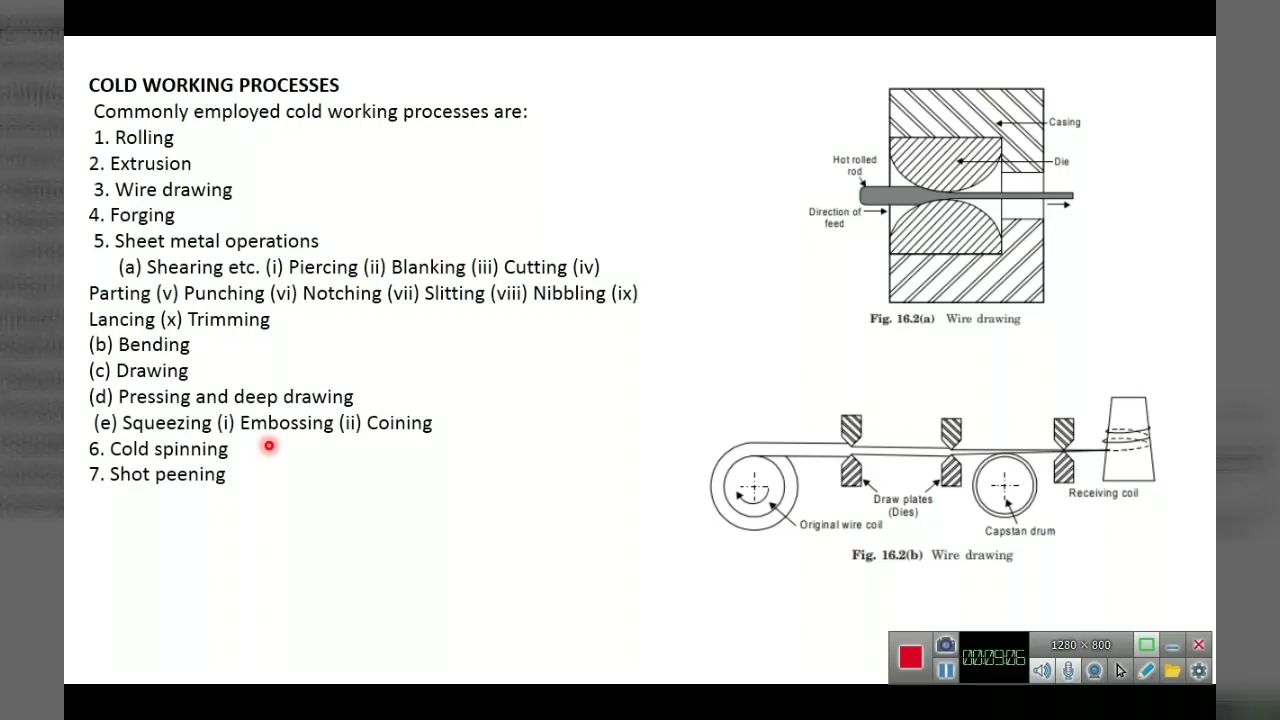 COLD WORKING PROCESSES
Commonly employed cold working processes are:
1. Rolling
2. Extrusion
3. Wire drawing
4. Forging
5. Sheet metal operations
(a) Shearing etc. (i) Piercing (ii) Blanking (iii) Cutting (iv)
Parting (v) Punching (vi) Notching (vii) Slitting (viii) Nibbling (ix)
Lancing (x) Trimming
(b) Bending
(c) Drawing
(d) Pressing and deep drawing
(e) Squeezing (i) Embossing (ii) Coining
6. Cold spinning
7. Shot peening
Casing
Die
Hot rolled
rod
Direction of
feed
Fig. 16.2(a) Wire drawing
Draw plates
(Dies)
Original wire coil
Capstan drum
Receiving coil
Fig. 16.2(b) Wire drawing
1280 × 800